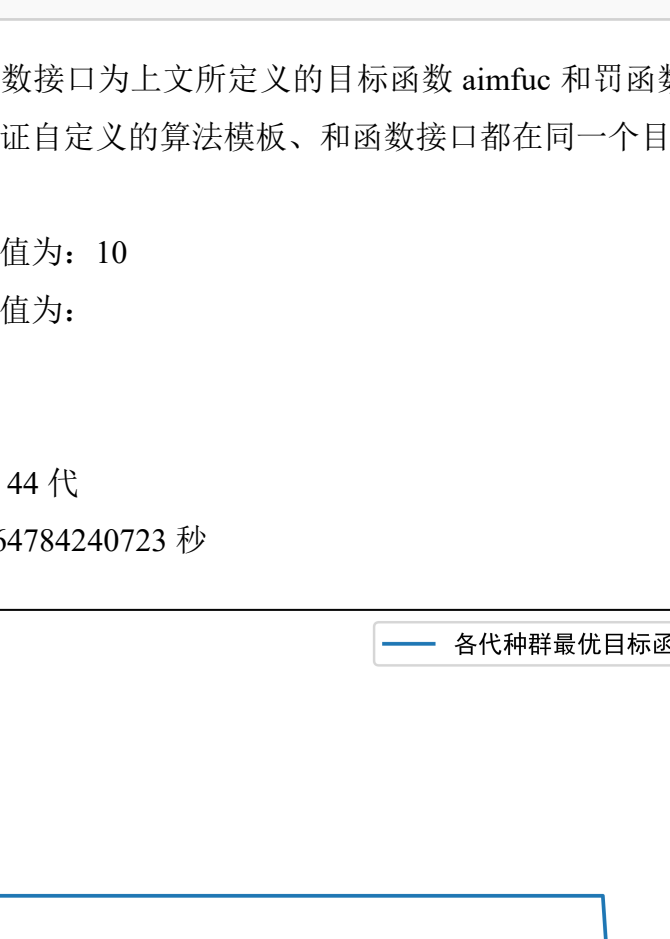 数接口为上文所定义的目标函数 aimfuc 和罚函数
证自定义的算法模板、和函数接口都在同一个目
值为：10
值为：
44 代
64784240723 秒
各代种群最优目标函